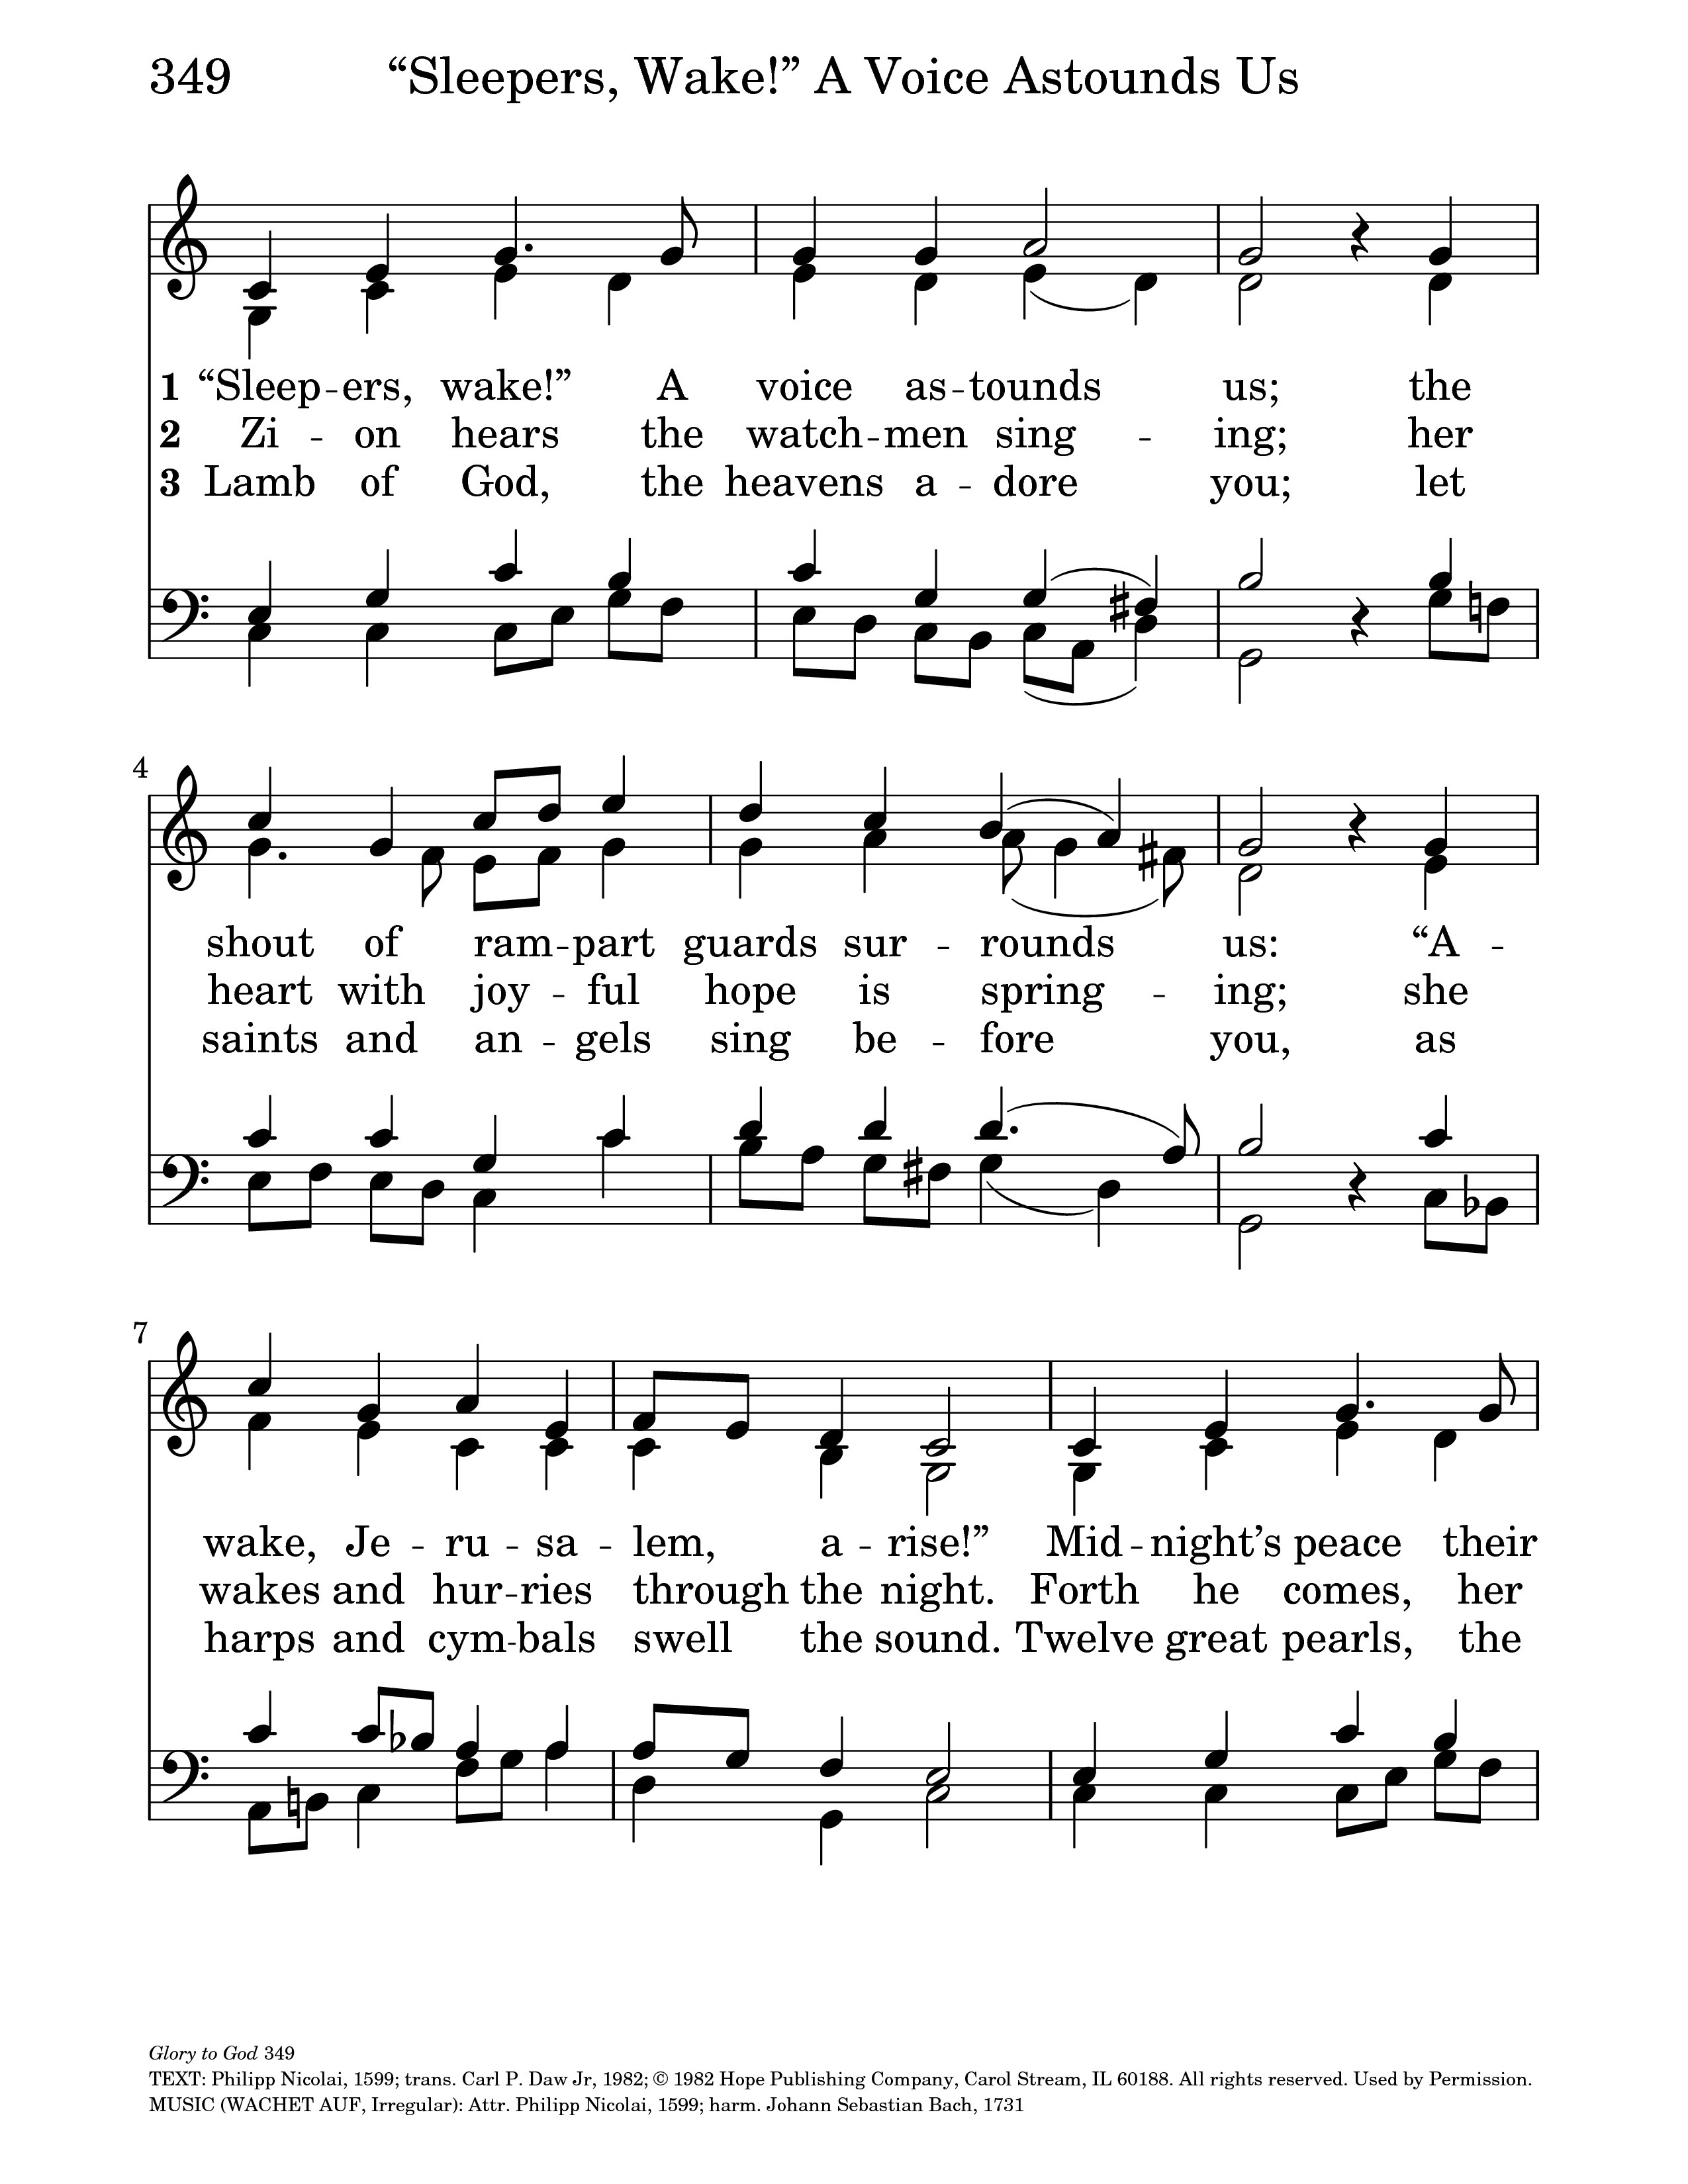 349 “Sleepers, Wake!” A Voice Astounds Us
1 “Sleep - ers, wake!” A voice as - tounds us; the
2 Zi - on hears the watch - men sing - ing; her
3 Lamb of God, the heavens a - dore you; let
4
shout of ram - part guards sur - rounds us: “A -
heart with joy - ful hope is spring - ing; she
saints and an - gels sing be - fore you, as
7
wake, Je - ru - sa - lem, a - rise!” Mid - night’s peace their
wakes and hur - ries through the night. Forth he comes, her
harps and cym - bals swell the sound. Twelve great pearls, the
Glory to God 349
TEXT: Philipp Nicolai, 1599; trans. Carl P. Daw Jr, 1982; © 1982 Hope Publishing Company, Carol Stream, IL 60188. All rights reserved. Used by Permission.
MUSIC (WACHET AUF, Irregular): Attr. Philipp Nicolai, 1599; harm. Johann Sebastian Bach, 1731